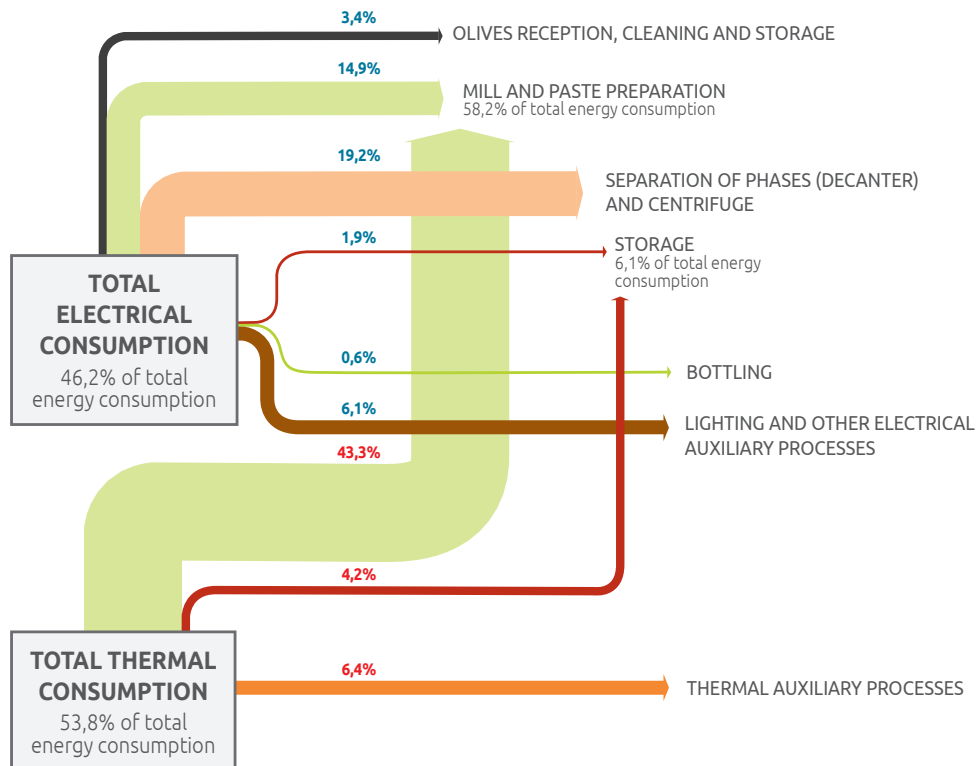 3,4%
OLIVES RECEPTION, CLEANING AND STORAGE
14,9%
MILL AND PASTE PREPARATION
58,2% of total energy consumption
19,2%
SEPARATION OF PHASES (DECANTER)
AND CENTRIFUGE
1,9%
STORAGE
6,1% of total energy
consumption
TOTAL
ELECTRICAL
CONSUMPTION
46,2% of total
energy consumption
0,6%
BOTTLING
6,1%
LIGHTING AND OTHER ELECTRICAL
AUXILIARY PROCESSES
43,3%
4,2%
TOTAL THERMAL
CONSUMPTION
53,8% of total
energy consumption
6,4%
THERMAL AUXILIARY PROCESSES